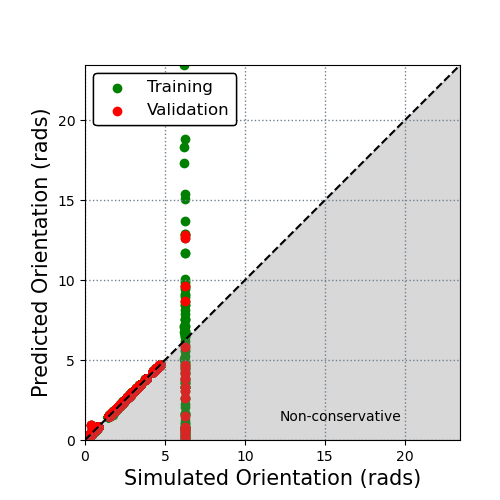 Training
Validation
20
15
10
5
0
Predicted Orientation (rads)
Non-conservative
0 5 10 15 20
Simulated Orientation (rads)